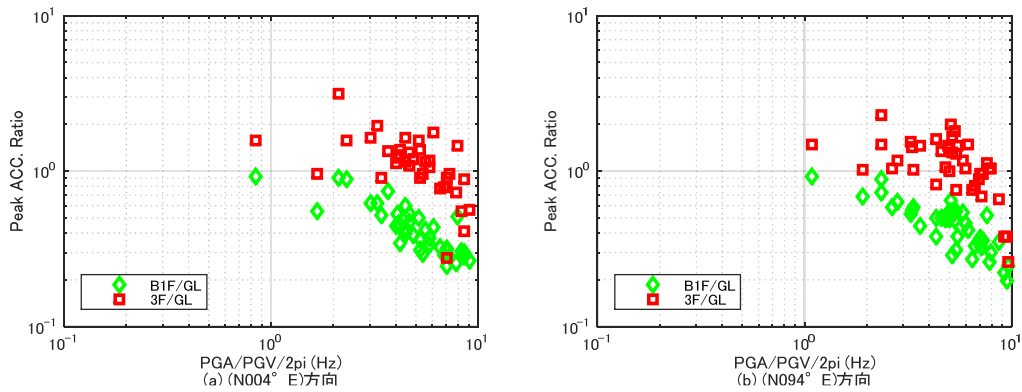 10^1
10^0
10^-1
10^-1
10^0
10^1
Peak ACC. Ratio
B1F/GL
3F/GL
PGA/PGV/2pi(Hz)
(a)(N004°E)方向
10^1
10^0
10^-1
10^-1
10^0
10^1
Peak ACC. Ratio
B1F/GL
3F/GL
PGA/PGV/2pi(Hz)
(b)(N094°E)方向